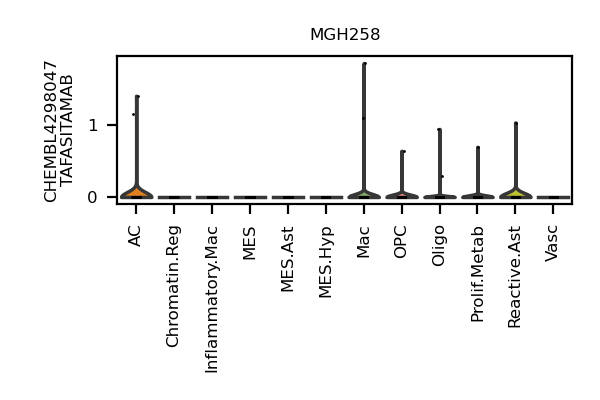 MGH258
CHEMBL4298047
TAFASITAMAB
1
0
AC
Chromatin.Reg
Inflammatory.Mac
MES
MES.Ast
MES.Hyp
Mac
OPC
Oligo
Prolif.Metab
Reactive.Ast
Vasc